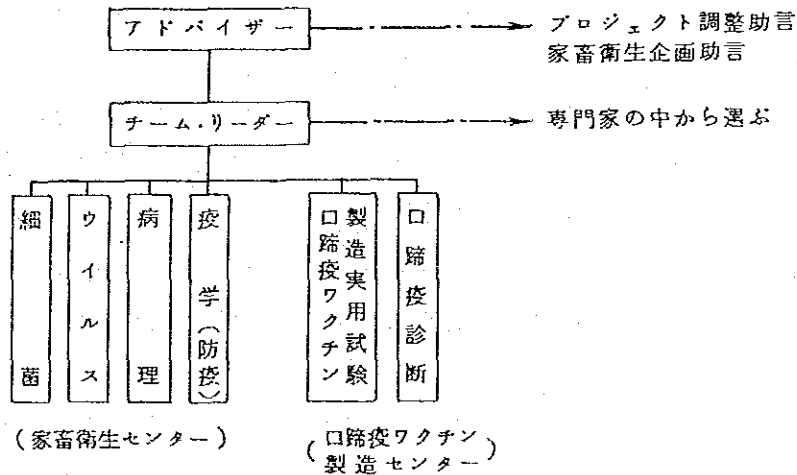 アドバイザー
プロジェクト調整助言
家畜衛生企画助言
チーム・リーダー
専門家の中から選ぶ
細菌
ウイルス
病理
疫学(防疫)
口蹄疫ワクチン
製造実用試験
口蹄疫診断
(家畜衛生センター)
(口蹄疫ワクチン
製造センター)